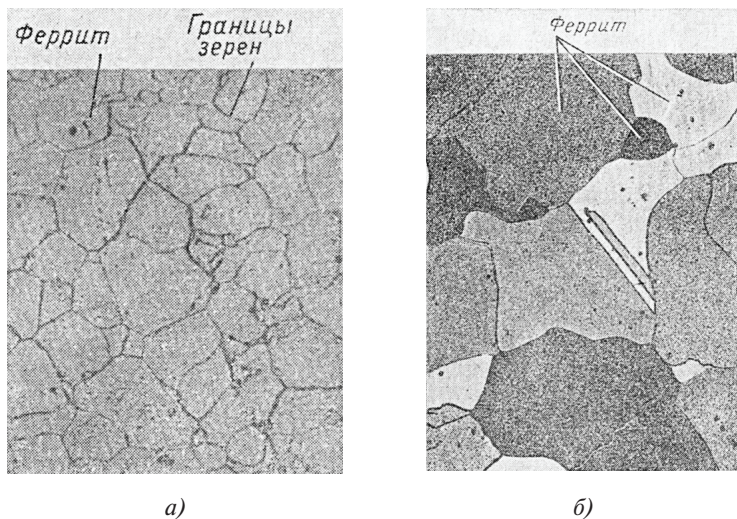 Феррит
Границы
зерен
Феррит
а)
б)